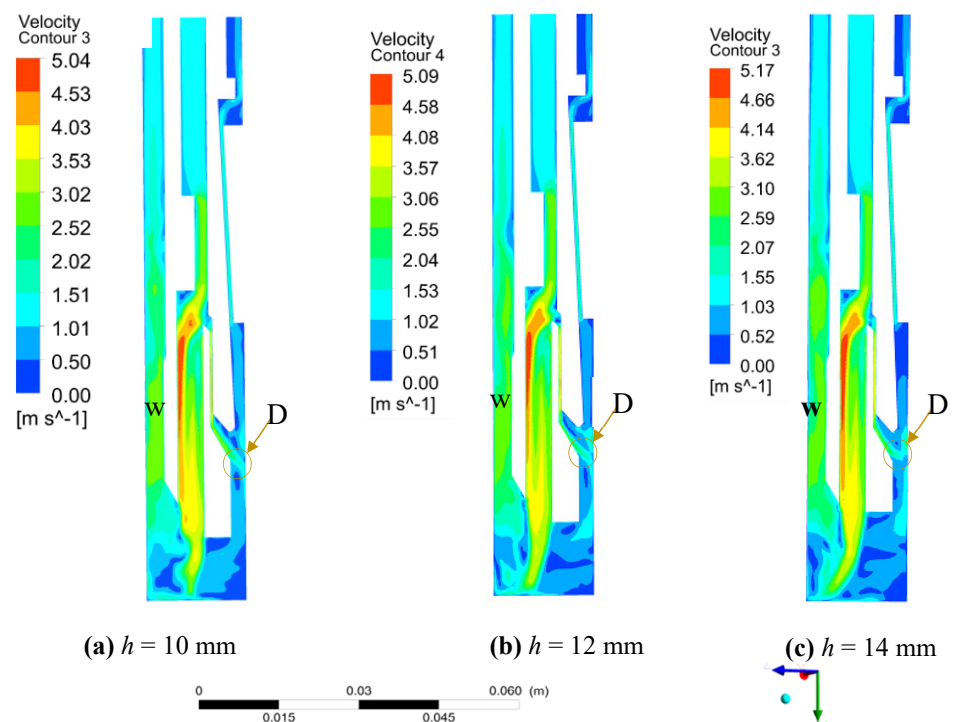 Velocity
Contour 3
5.04
4.53
4.03
3.53
3.02
2.52
2.02
1.51
1.01
0.50
0.00
[m s^-1]
W
D
Velocity
Contour 4
5.09
4.58
4.08
3.57
3.06
2.55
2.04
1.53
1.02
0.51
0.00
[m s^-1]
W
D
Velocity
Contour 3
5.17
4.66
4.14
3.62
3.10
2.59
2.07
1.55
1.03
0.52
0.00
[m s^-1]
w
D
(a) h = 10 mm
(b) h = 12 mm
(c) h = 14 mm
0 0.03 0.060 (m)
0.015 0.045